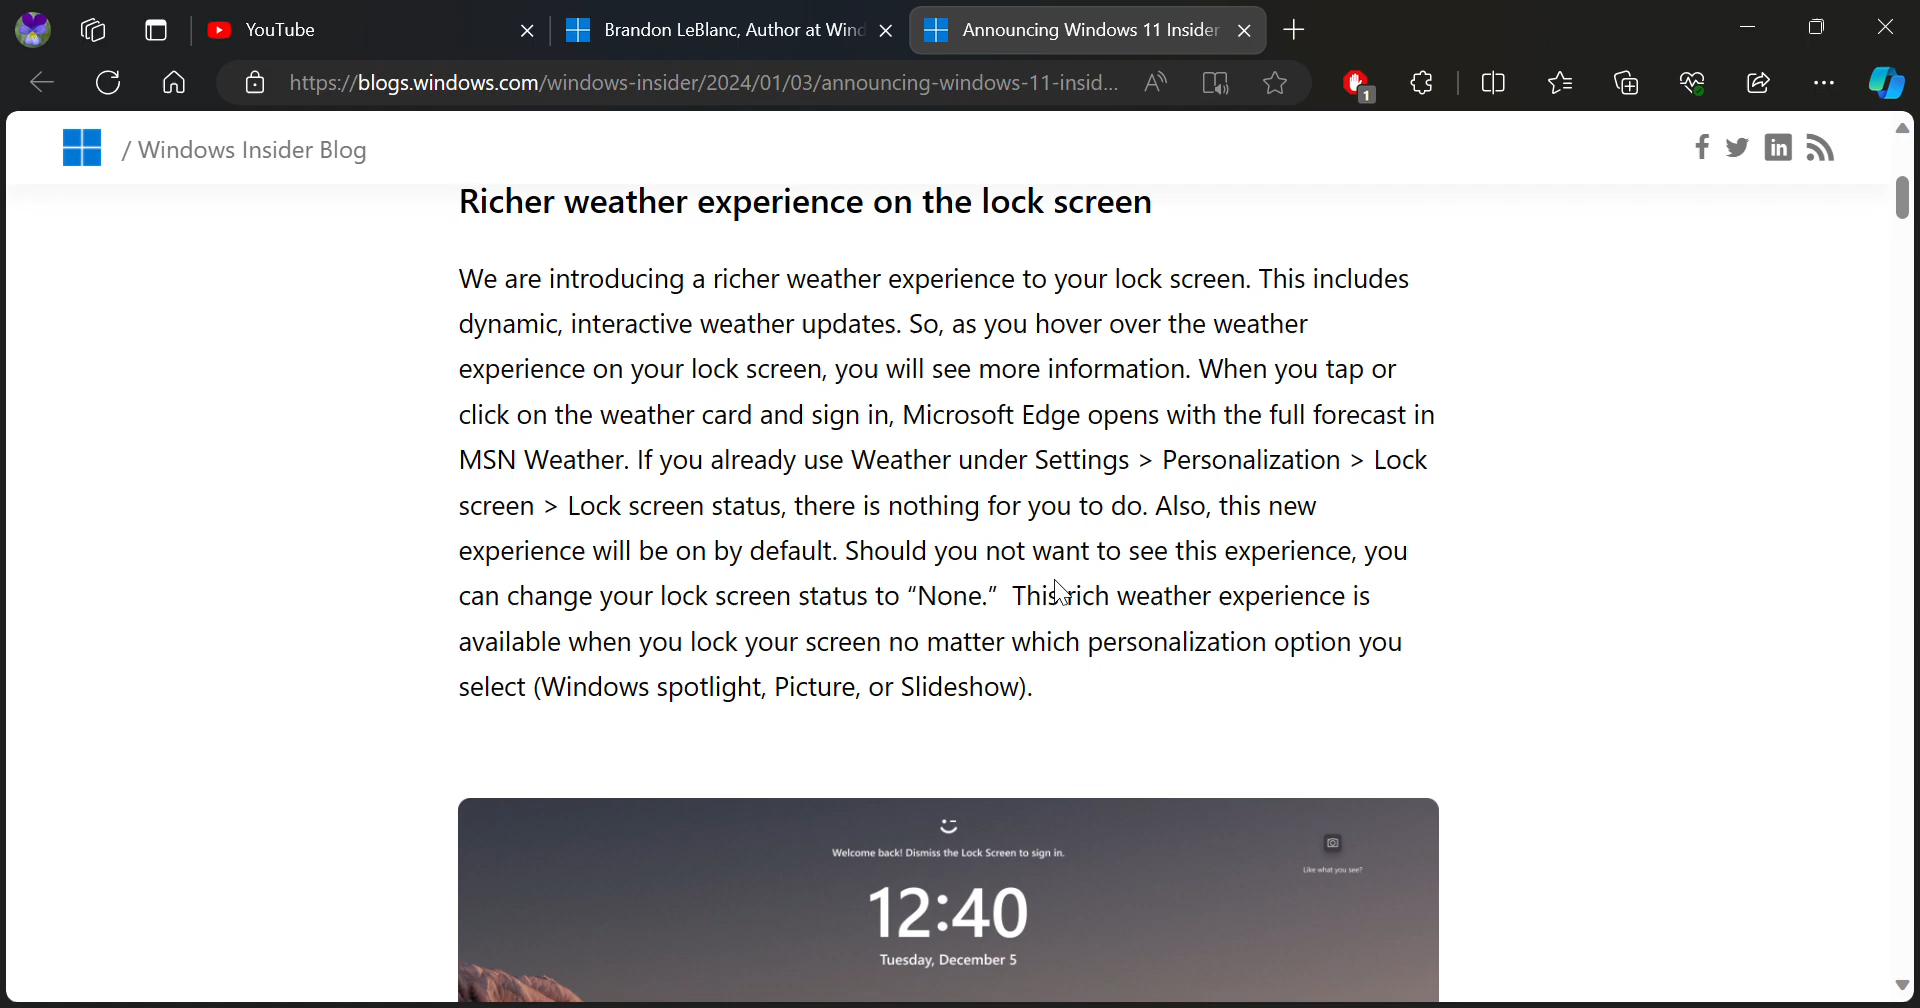 YouTube
Brandon LeBlanc, Author at Wind
Announcing Windows 11 Insider
https://blogs.windows.com/windows-insider/2024/01/03/announcing-windows-11-insid...
1
/ Windows Insider Blog
Richer weather experience on the lock screen
We are introducing a richer weather experience to your lock screen. This includes
dynamic, interactive weather updates. So, as you hover over the weather
experience on your lock screen, you will see more information. When you tap or
click on the weather card and sign in, Microsoft Edge opens with the full forecast in
MSN Weather. If you already use Weather under Settings > Personalization > Lock
screen > Lock screen status, there is nothing for you to do. Also, this new
experience will be on by default. Should you not want to see this experience, you
can change your lock screen status to “None.”  This rich weather experience is
available when you lock your screen no matter which personalization option you
select (Windows spotlight, Picture, or Slideshow).
Welcome back! Dismiss the Lock Screen to sign in.
Like what you see?
12:40
Tuesday, December 5